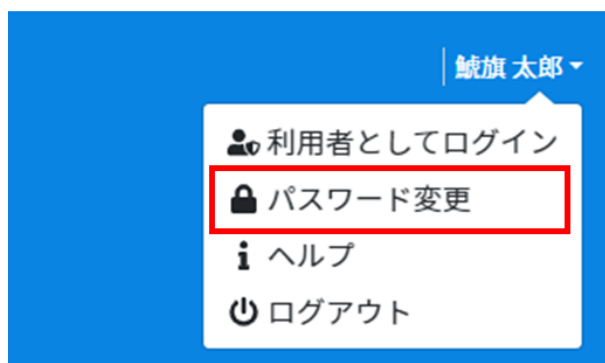 鯱旗 太郎
利用者としてログイン
パスワード変更
ヘルプ
ログアウト